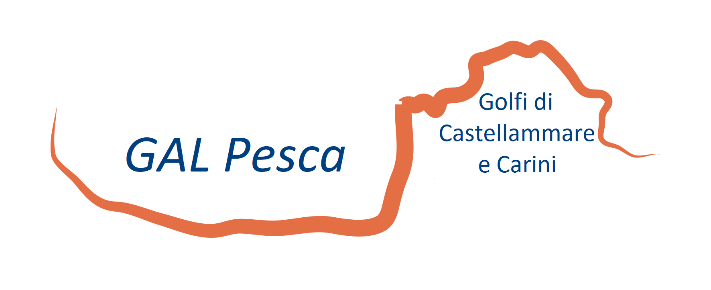 GAL Pesca
Golfi di
Castellammare
e Carini